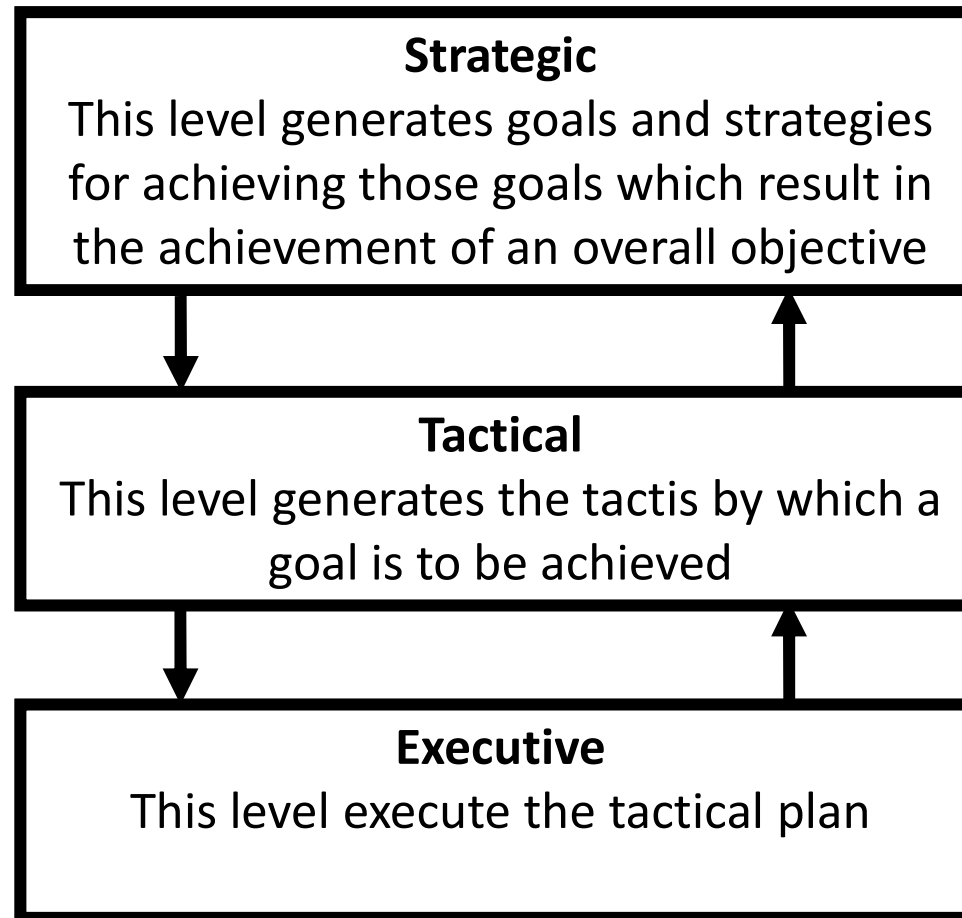 Strategic
This level generates goals and strategies
for achieving those goals which result in
the achievement of an overall objective
Tactical
This level generates the tactis by which a
goal is to be achieved
Executive
This level execute the tactical plan